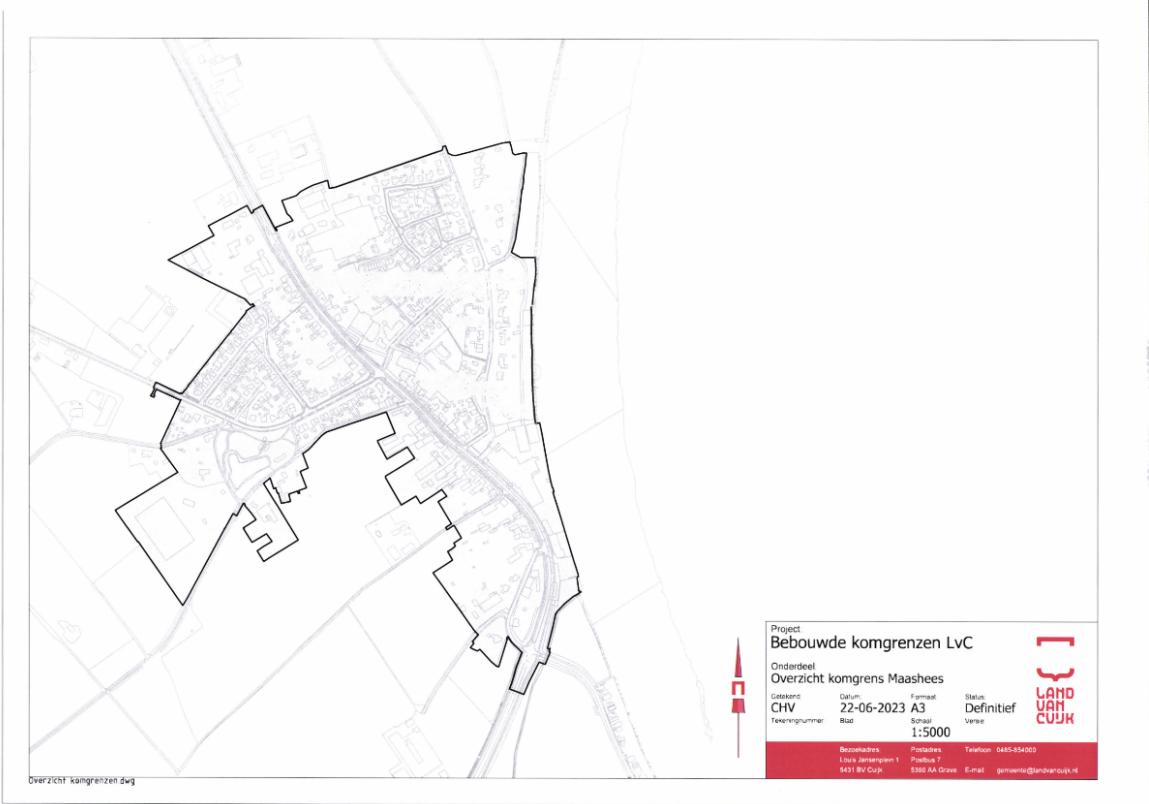 Project:
Bebouwde komgrenzen LvC
Onderdeel
Overzicht komgrens Maashees
Getekend: Datum: Formaat Status:
CHV 22-06-2023 A3 Definitief
Tekeningnummer Blad Schaal Versie
1:5000
LAND
VAN
CUIJK
Bezoekadres: Postadres: Telefoon 0485-854000
Louis Jansenplein 1 Postbus 7
5431 BV Cuijk 5360 AA Grave E-mail gemeente@landvancuijk.nl
Overzicht komgrenzen.dwg